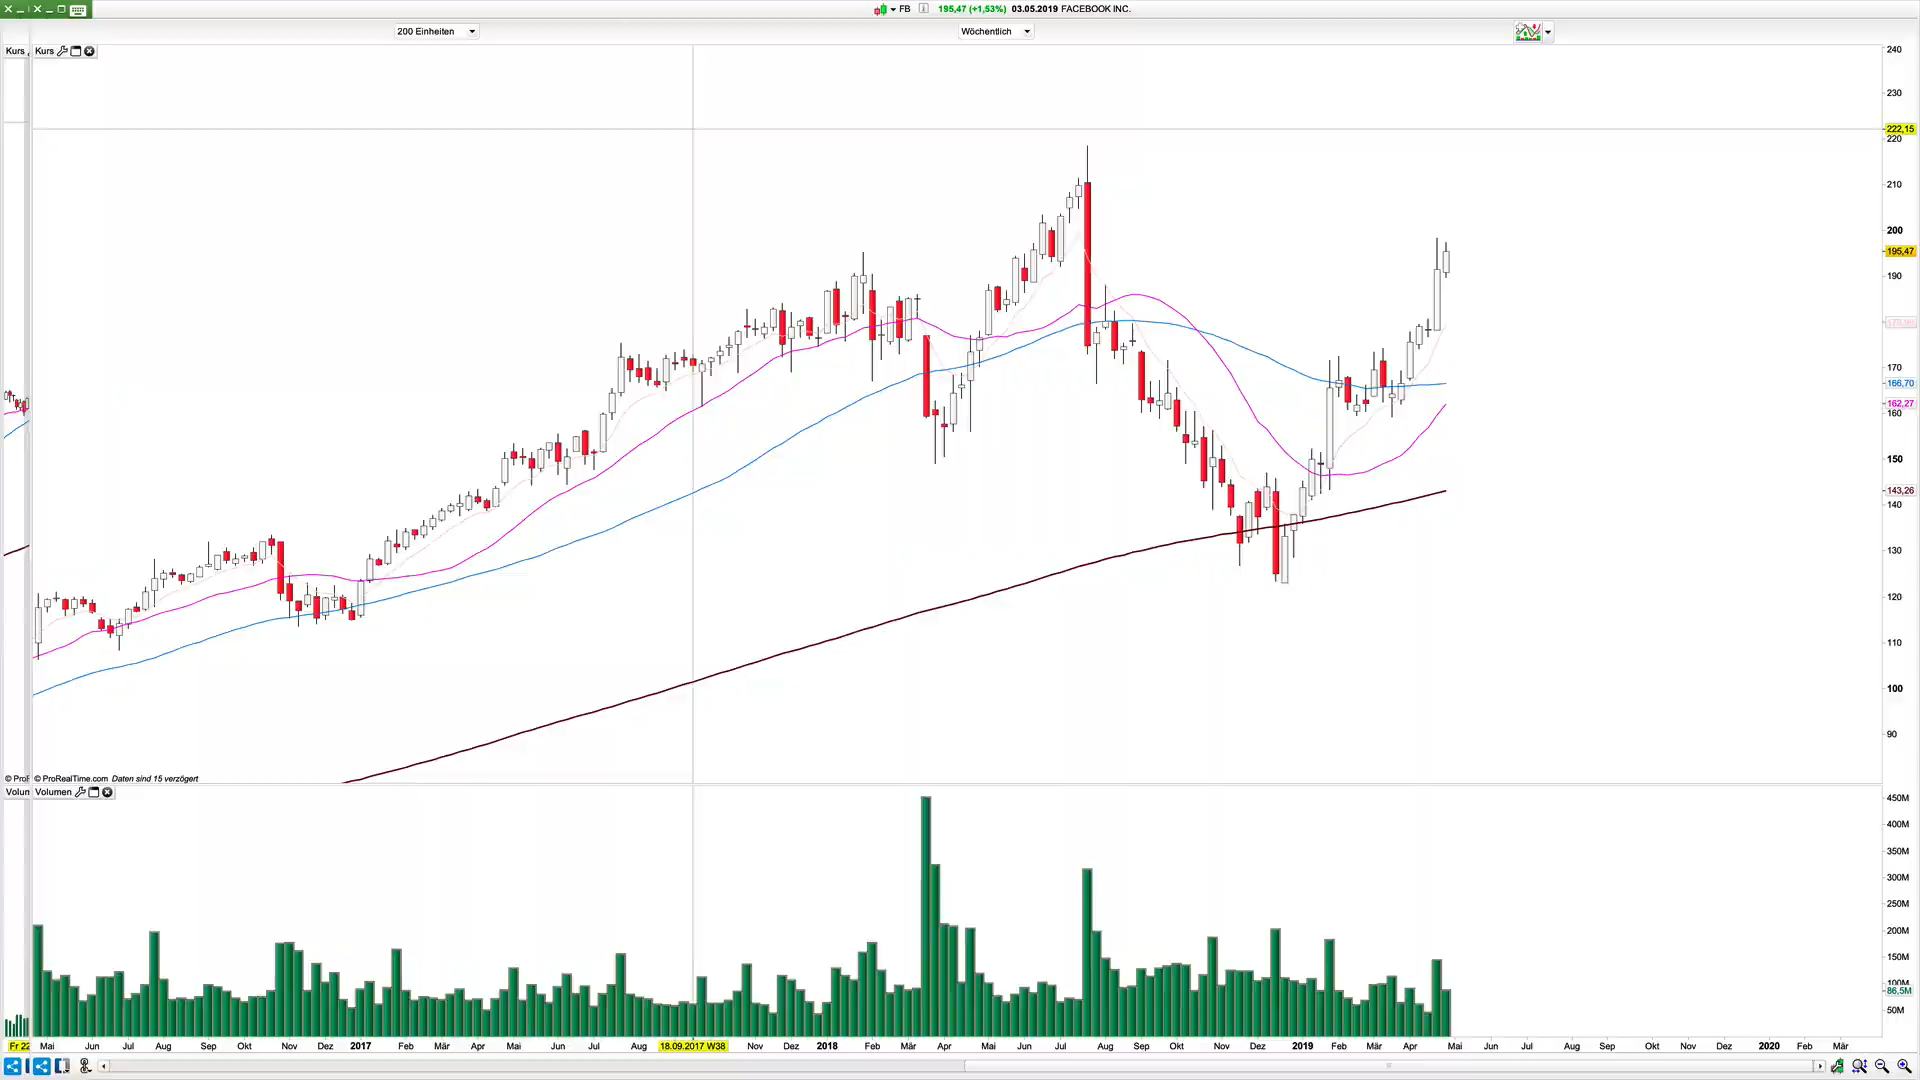 FB 195,47 (+1,53%) 03.05.2019 FACEBOOK INC.
200 Einheiten
Wöchentlich
Kurs Kurs
240
230
222,15
220
210
200
195,47
190
170
166,70
162,27
160
150
143,26
140
130
120
110
100
90
© ProF © ProRealTime.com Daten sind 15 verzögert
Volun Volumen
450M
400M
350M
300M
250M
200M
150M
100M
86,5M
50M
Fr 22 Mai Jun Jul Aug Sep Okt Nov Dez 2017 Feb Mär Apr Mai Jun Jul Aug 18.09.2017 W38 Nov Dez 2018 Feb Mär Apr Mai Jun Jul Aug Sep Okt Nov Dez 2019 Feb Mär Apr Mai Jun Jul Aug Sep Okt Nov Dez 2020 Feb Mär